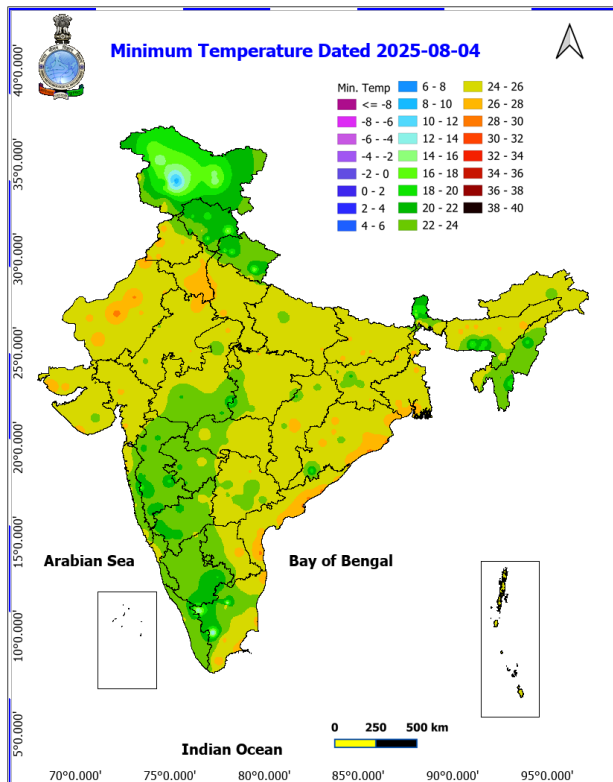 Minimum Temperature Dated 2025-08-04
Min. Temp
<= -8
-8 - -6
-6 - -4
-4 - -2
-2 - 0
0 - 2
2 - 4
4 - 6
6 - 8
8 - 10
10 - 12
12 - 14
14 - 16
16 - 18
18 - 20
20 - 22
22 - 24
24 - 26
26 - 28
28 - 30
30 - 32
32 - 34
34 - 36
36 - 38
38 - 40
40°0.000'
35°0.000'
30°0.000'
25°0.000'
20°0.000'
15°0.000'
10°0.000'
5°0.000'
Arabian Sea
Bay of Bengal
0 250 500 km
Indian Ocean
70°0.000' 75°0.000' 80°0.000' 85°0.000' 90°0.000' 95°0.000'